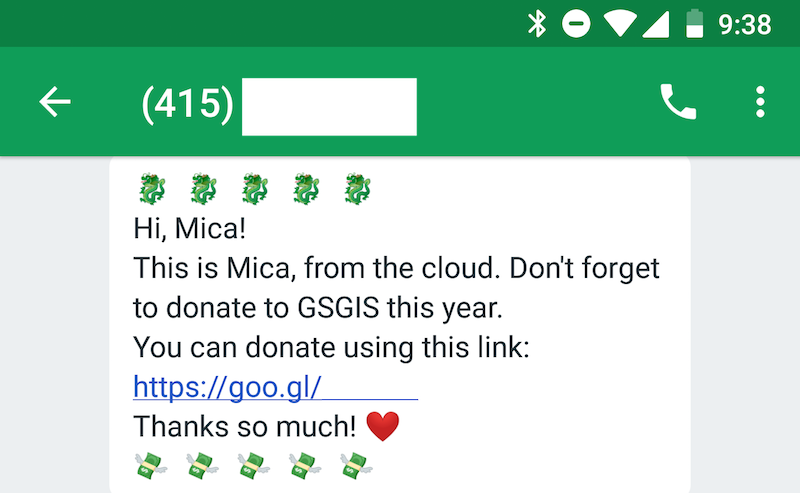 9:38
(415)
🐉 🐉 🐉 🐉 🐉
Hi, Mica!
This is Mica, from the cloud. Don't forget
to donate to GSGIS this year.
You can donate using this link:
https://goo.gl/
Thanks so much! ❤️
💸 💸 💸 💸 💸